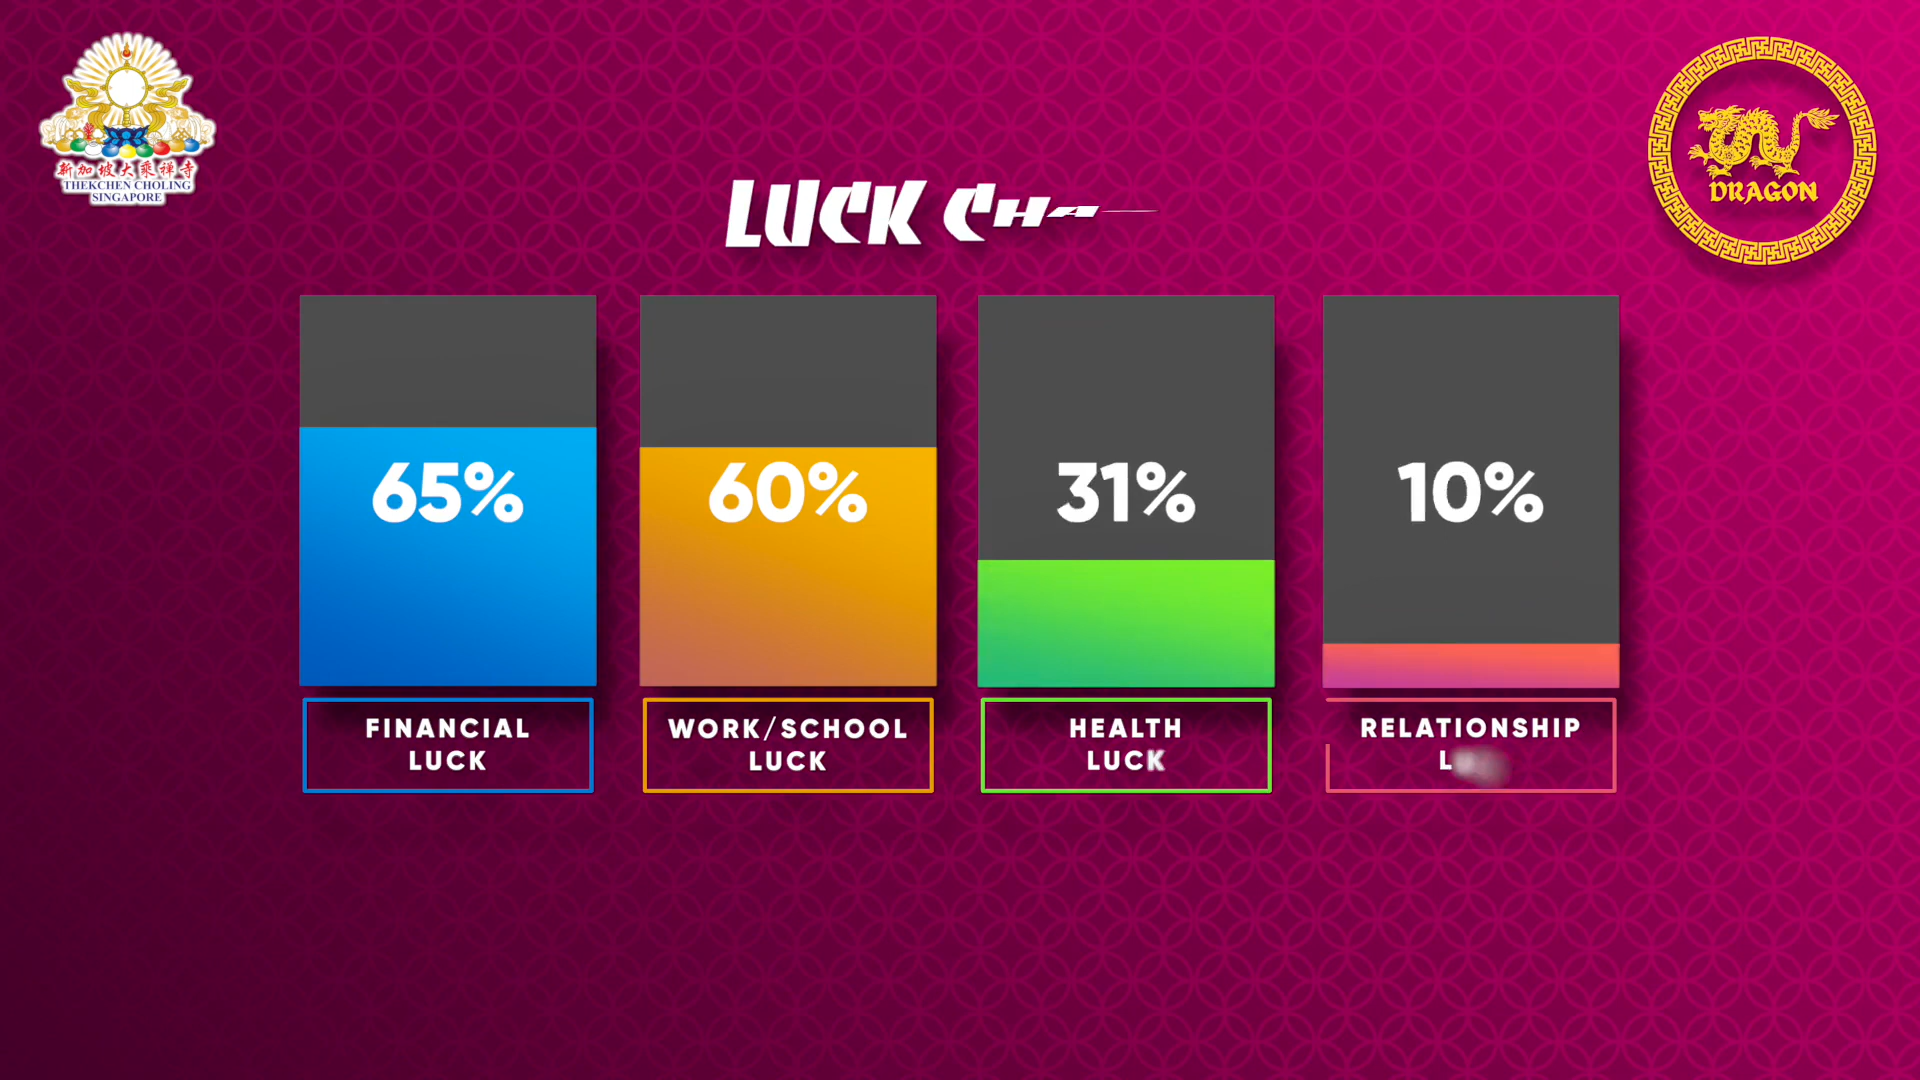 新加坡大乘禅寺
THEKCHEN CHOLING
SINGAPORE
DRAGON
LUCK CHA
65%
60%
31%
10%
FINANCIAL
LUCK
WORK/SCHOOL
LUCK
HEALTH
LUCK
RELATIONSHIP